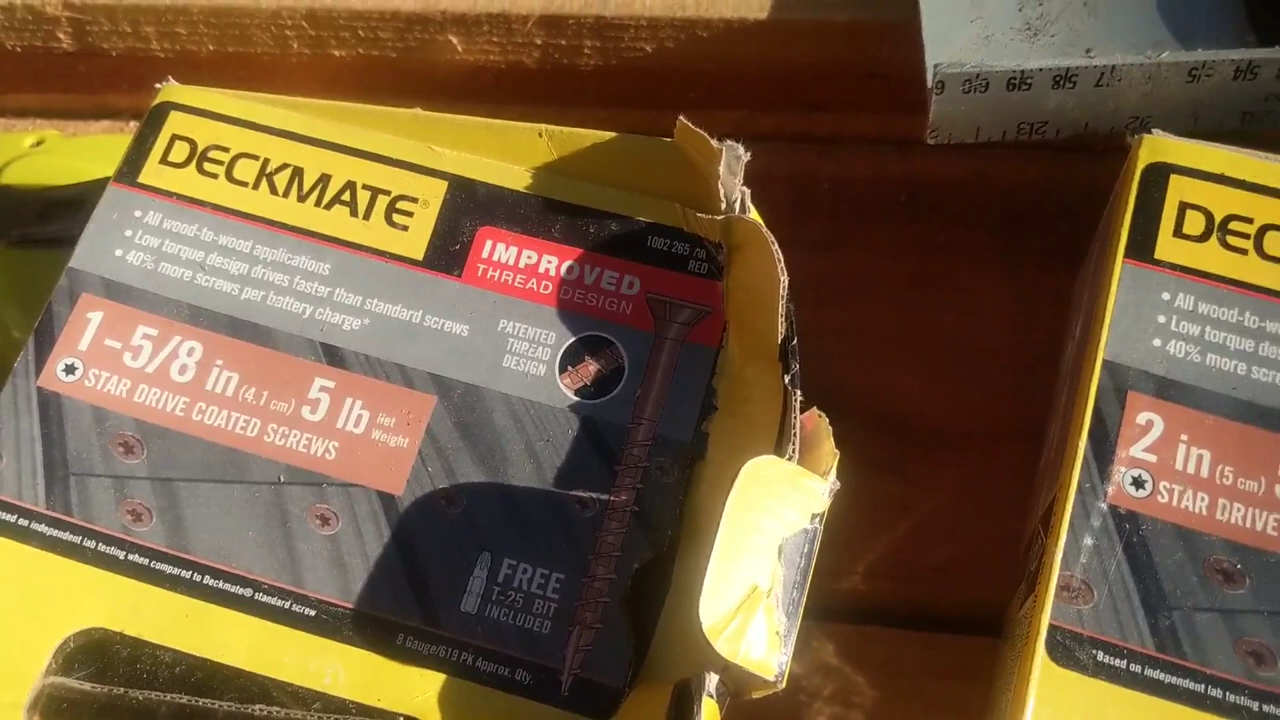 DECKMATE®
• All wood-to-wood applications
• Low torque design drives faster than standard screws
• 40% more screws per battery charge*
IMPROVED
THREAD DESIGN
1002 265
RED
PATENTED
THREAD
DESIGN
1-5/8 in (4.1 cm) 5 lb Net Weight
STAR DRIVE COATED SCREWS
FREE
T-25 BIT
INCLUDED
8 Gauge/619 PK Approx. Qty.
based on independent lab testing when compared to Deckmate® standard screw
DEC
• All wood-to-w
• Low torque de
• 40% more scre
2 in (5 cm)
STAR DRIVE
*Based on independent lab testing whe